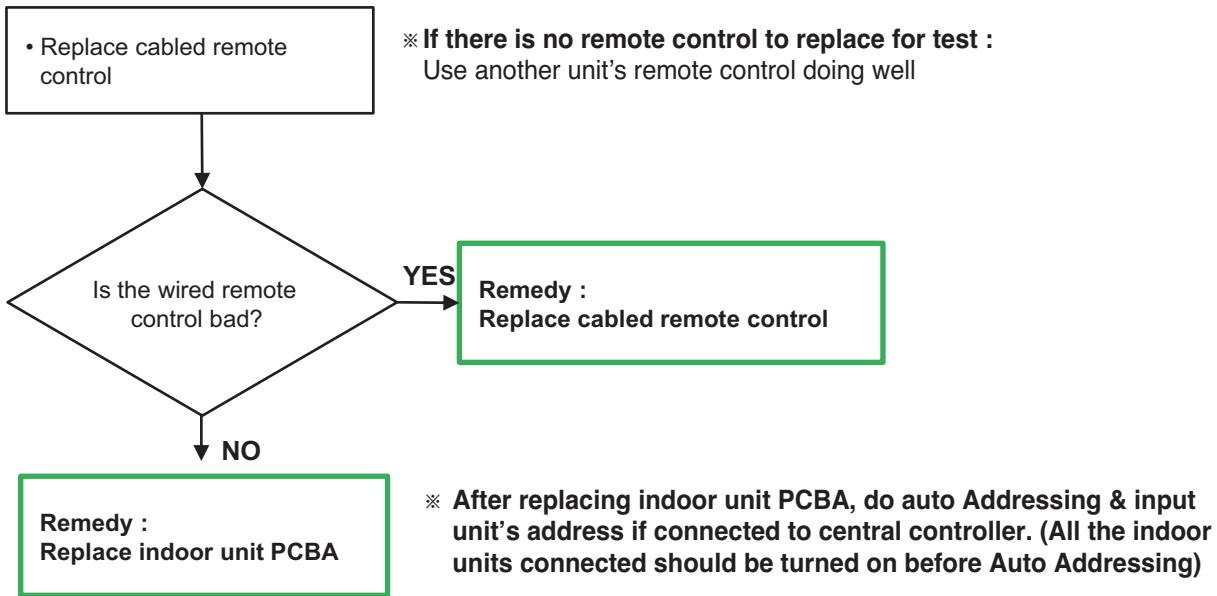 • Replace cabled remote
control
※ If there is no remote control to replace for test :
Use another unit's remote control doing well
Is the wired remote
control bad?
YES
Remedy :
Replace cabled remote control
NO
Remedy :
Replace indoor unit PCBA
※ After replacing indoor unit PCBA, do auto Addressing & input
unit's address if connected to central controller. (All the indoor
units connected should be turned on before Auto Addressing)